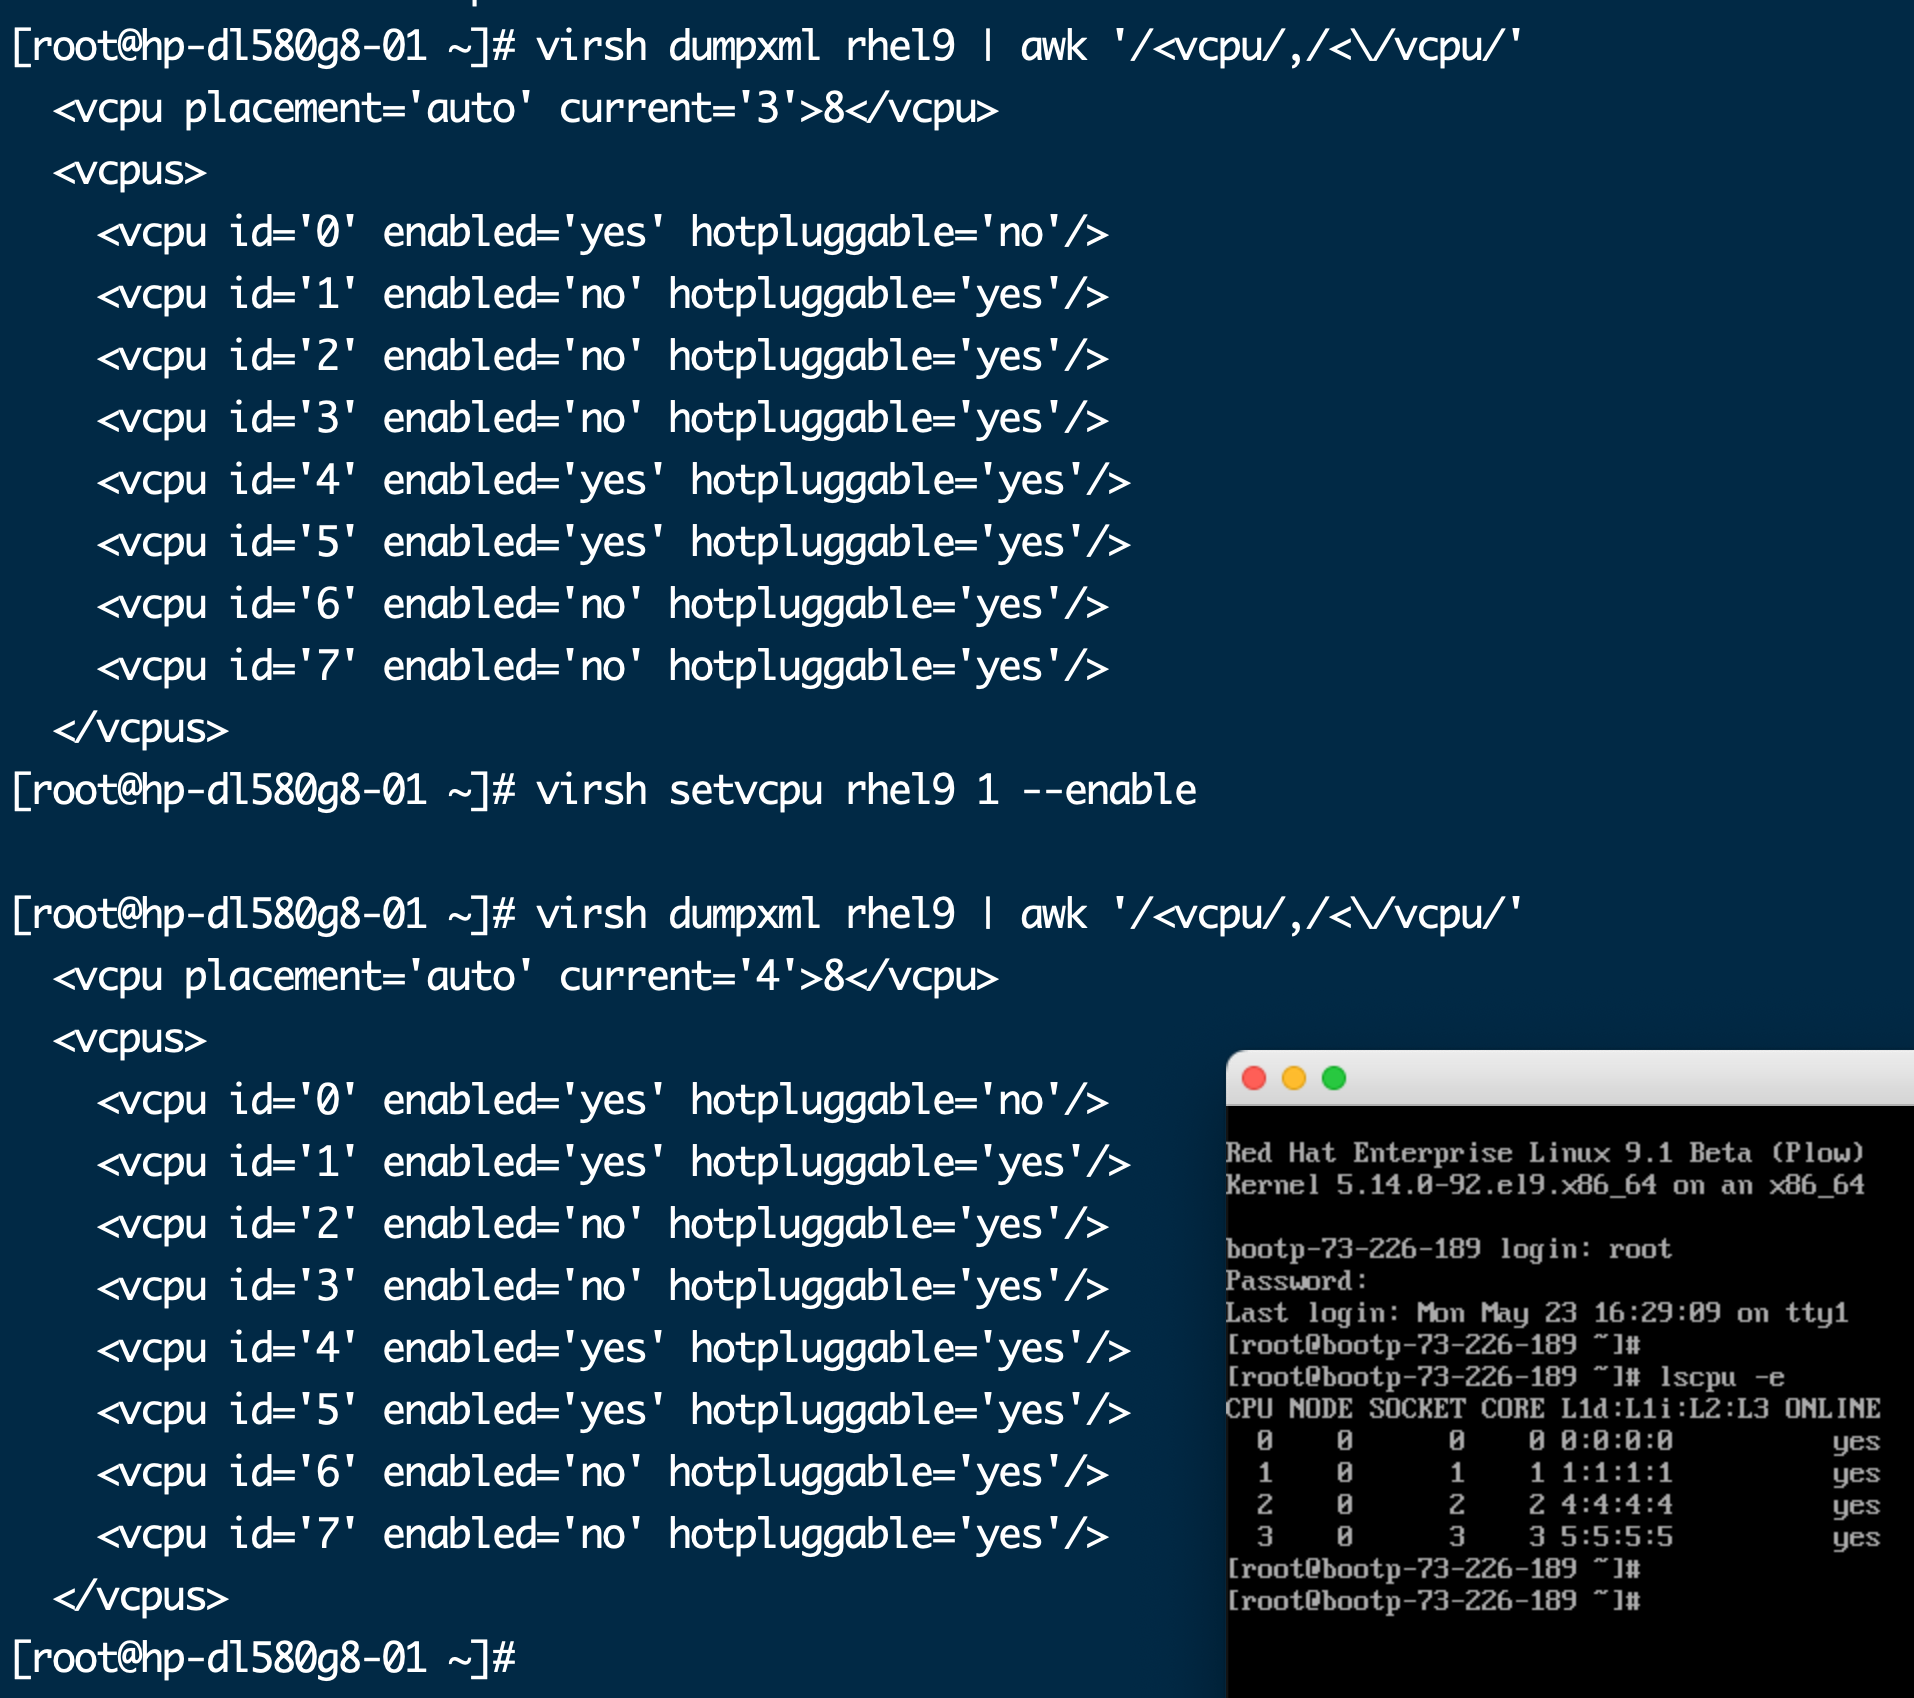 [root@hp-dl580g8-01 ~]# virsh dumpxml rhel9 | awk '/<vcpu/,/<\/vcpu/'
  <vcpu placement='auto' current='3'>8</vcpu>
  <vcpus>
    <vcpu id='0' enabled='yes' hotpluggable='no'/>
    <vcpu id='1' enabled='no' hotpluggable='yes'/>
    <vcpu id='2' enabled='no' hotpluggable='yes'/>
    <vcpu id='3' enabled='no' hotpluggable='yes'/>
    <vcpu id='4' enabled='yes' hotpluggable='yes'/>
    <vcpu id='5' enabled='yes' hotpluggable='yes'/>
    <vcpu id='6' enabled='no' hotpluggable='yes'/>
    <vcpu id='7' enabled='no' hotpluggable='yes'/>
  </vcpus>
[root@hp-dl580g8-01 ~]# virsh setvcpu rhel9 1 --enable
[root@hp-dl580g8-01 ~]# virsh dumpxml rhel9 | awk '/<vcpu/,/<\/vcpu/'
  <vcpu placement='auto' current='4'>8</vcpu>
  <vcpus>
    <vcpu id='0' enabled='yes' hotpluggable='no'/>
    <vcpu id='1' enabled='yes' hotpluggable='yes'/>
    <vcpu id='2' enabled='no' hotpluggable='yes'/>
    <vcpu id='3' enabled='no' hotpluggable='yes'/>
    <vcpu id='4' enabled='yes' hotpluggable='yes'/>
    <vcpu id='5' enabled='yes' hotpluggable='yes'/>
    <vcpu id='6' enabled='no' hotpluggable='yes'/>
    <vcpu id='7' enabled='no' hotpluggable='yes'/>
  </vcpus>
[root@hp-dl580g8-01 ~]#
Red Hat Enterprise Linux 9.1 Beta (Plow)
Kernel 5.14.0-92.el9.x86_64 on an x86_64
bootp-73-226-189 login: root
Password:
Last login: Mon May 23 16:29:09 on tty1
[root@bootp-73-226-189 ~]#
[root@bootp-73-226-189 ~]# lscpu -e
CPU NODE SOCKET CORE L1d:L1i:L2:L3 ONLINE
  0    0      0    0 0:0:0:0          yes
  1    0      1    1 1:1:1:1          yes
  2    0      2    2 4:4:4:4          yes
  3    0      3    3 5:5:5:5          yes
[root@bootp-73-226-189 ~]#
[root@bootp-73-226-189 ~]#